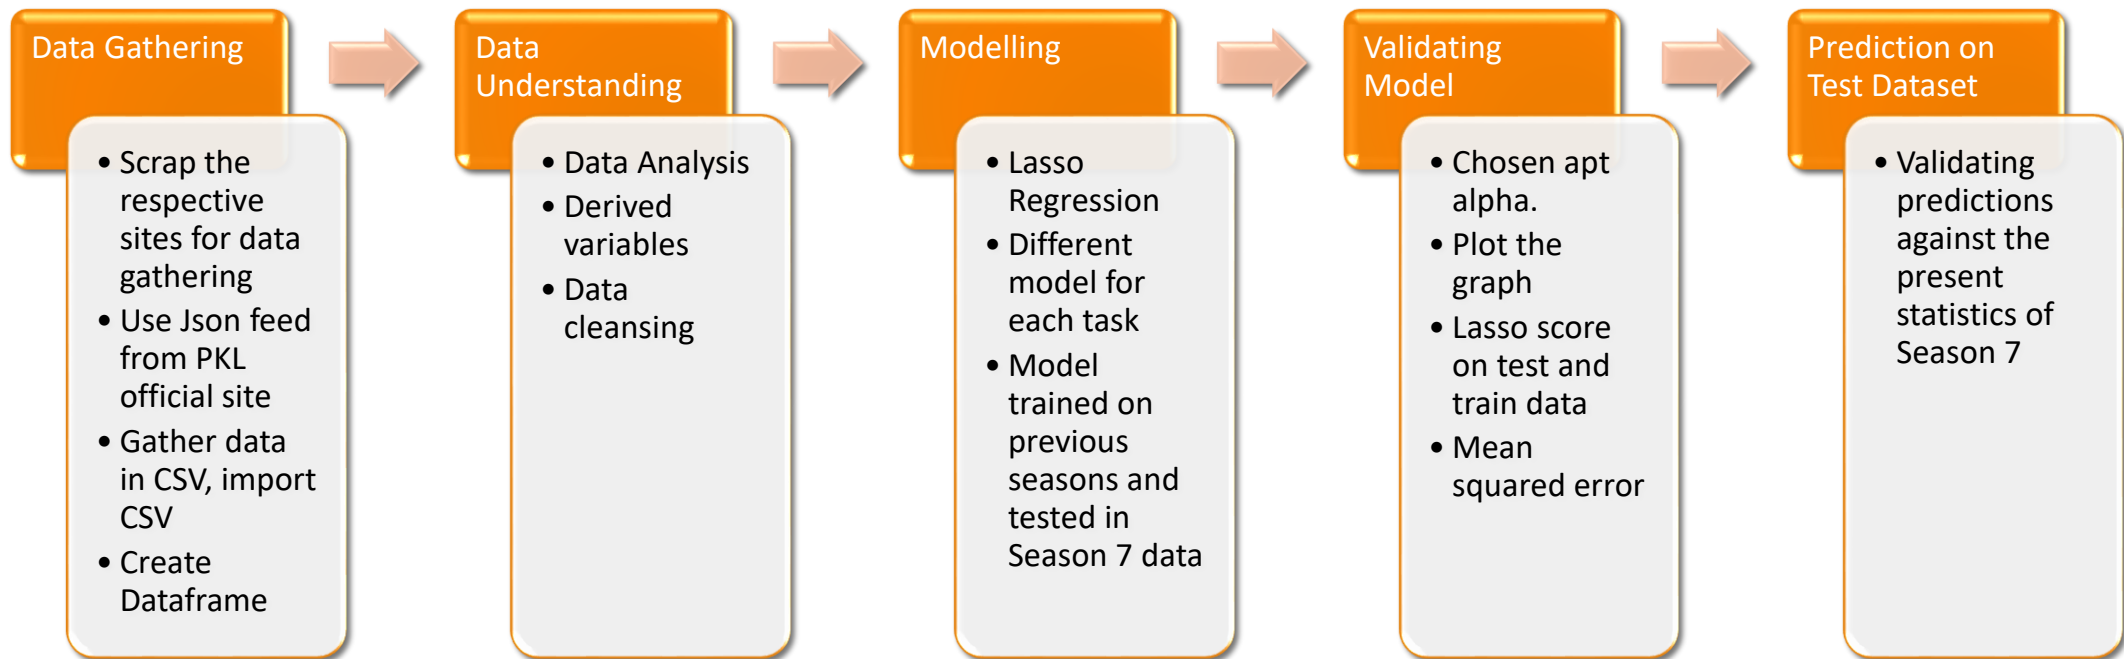 Data Gathering
• Scrap the
respective
sites for data
gathering
• Use Json feed
from PKL
official site
• Gather data
in CSV, import
CSV
• Create
Dataframe
Data
Understanding
• Data Analysis
• Derived
variables
• Data
cleansing
Modelling
• Lasso
Regression
• Different
model for
each task
• Model
trained on
previous
seasons and
tested in
Season 7 data
Validating
Model
• Chosen apt
alpha.
• Plot the
graph
• Lasso score
on test and
train data
• Mean
squared error
Prediction on
Test Dataset
• Validating
predictions
against the
present
statistics of
Season 7